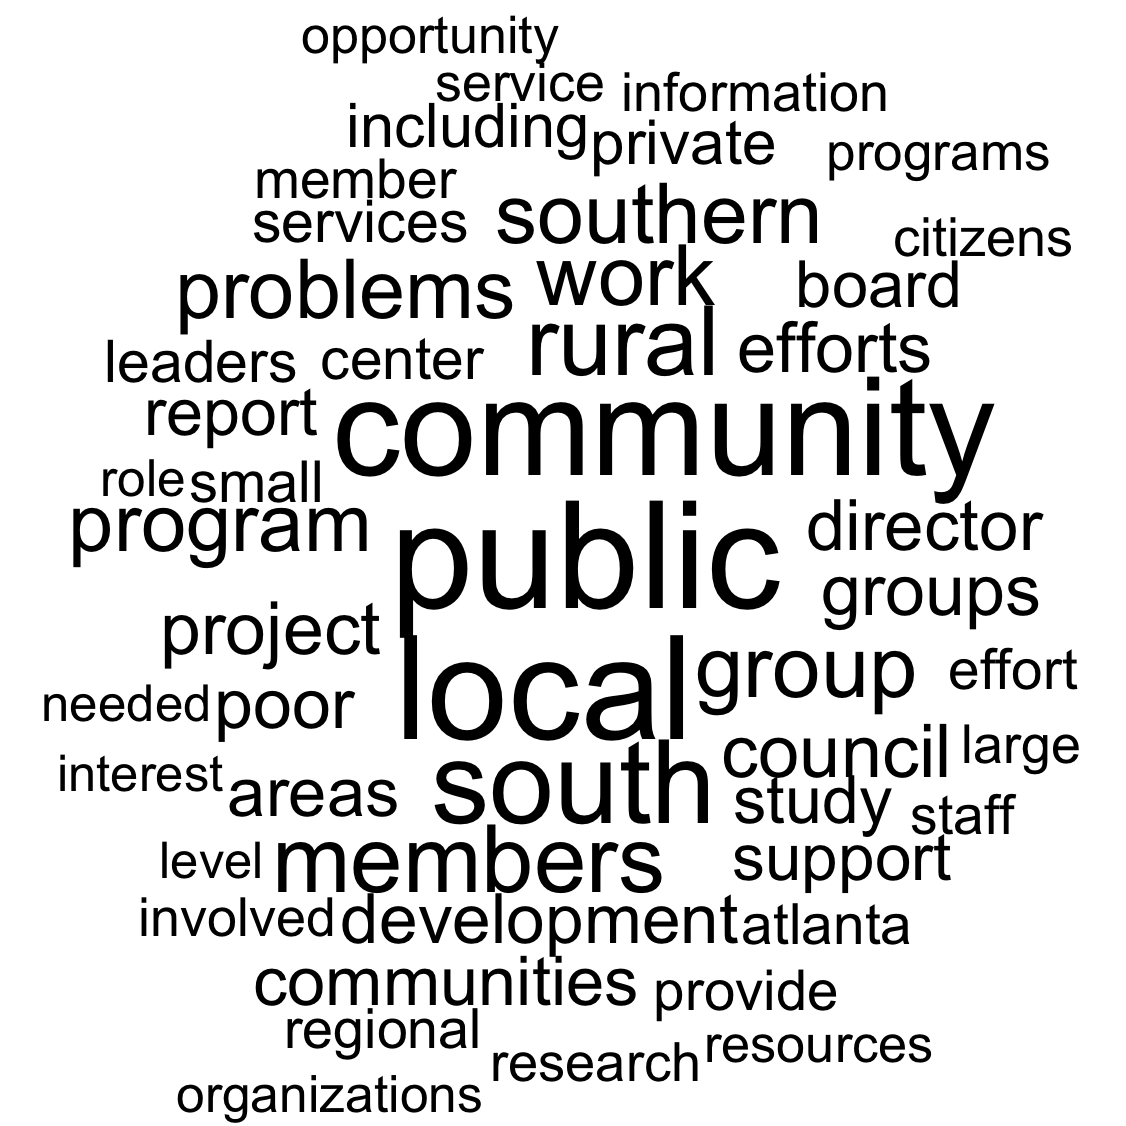 opportunity
service information
including private programs
member
services southern citizens
problems work board
leaders center rural efforts
report community
role small
program public director
groups
project
local group effort
needed poor
council large
interest areas south study staff
level members support
involved development atlanta
communities provide
regional
research resources
organizations